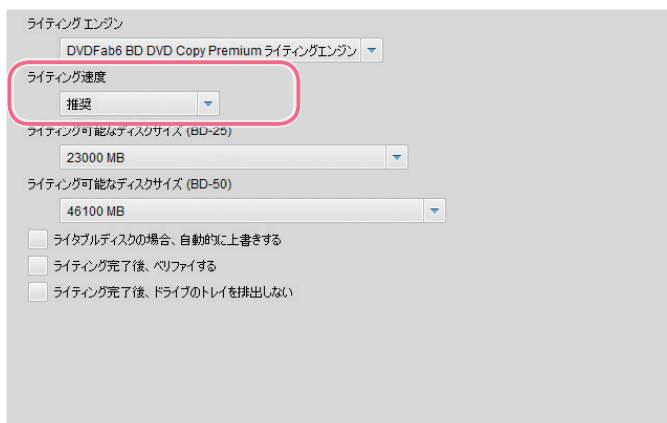 ライティング エンジン
DVDFab6 BD DVD Copy Premium ライティングエンジン
ライティング速度
推奨
ライティング可能なディスクサイズ (BD-25)
23000 MB
ライティング可能なディスクサイズ (BD-50)
46100 MB
ライタブルディスクの場合、自動的に上書きする
ライティング完了後、ベリファイする
ライティング完了後、ドライブのトレイを排出しない